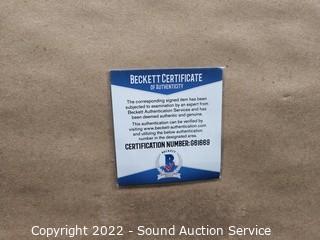 BECKETT CERTIFICATE
OF AUTHENTICITY
The corresponding signed item has been
subjected to examination by an expert from
Beckett Authentication Services and has
been deemed authentic and genuine.
This authentication can be verified by
visiting www.beckett-authentication.com
and utilizing the below authentication
number in the designated area.
CERTIFICATION NUMBER:G81689
BECKETT
B
Copyright 2022 - Sound Auction Service